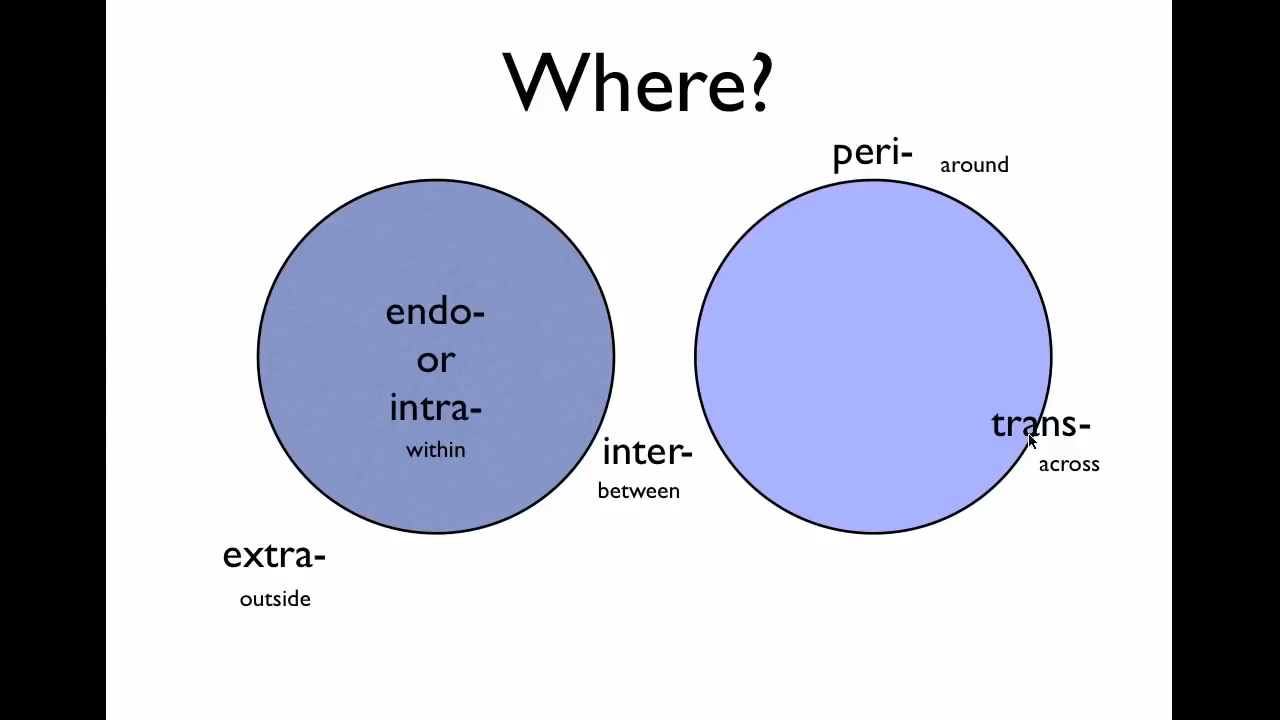 Where?
peri- around
endo-
or
intra-
within
inter-
between
trans-
across
extra-
outside